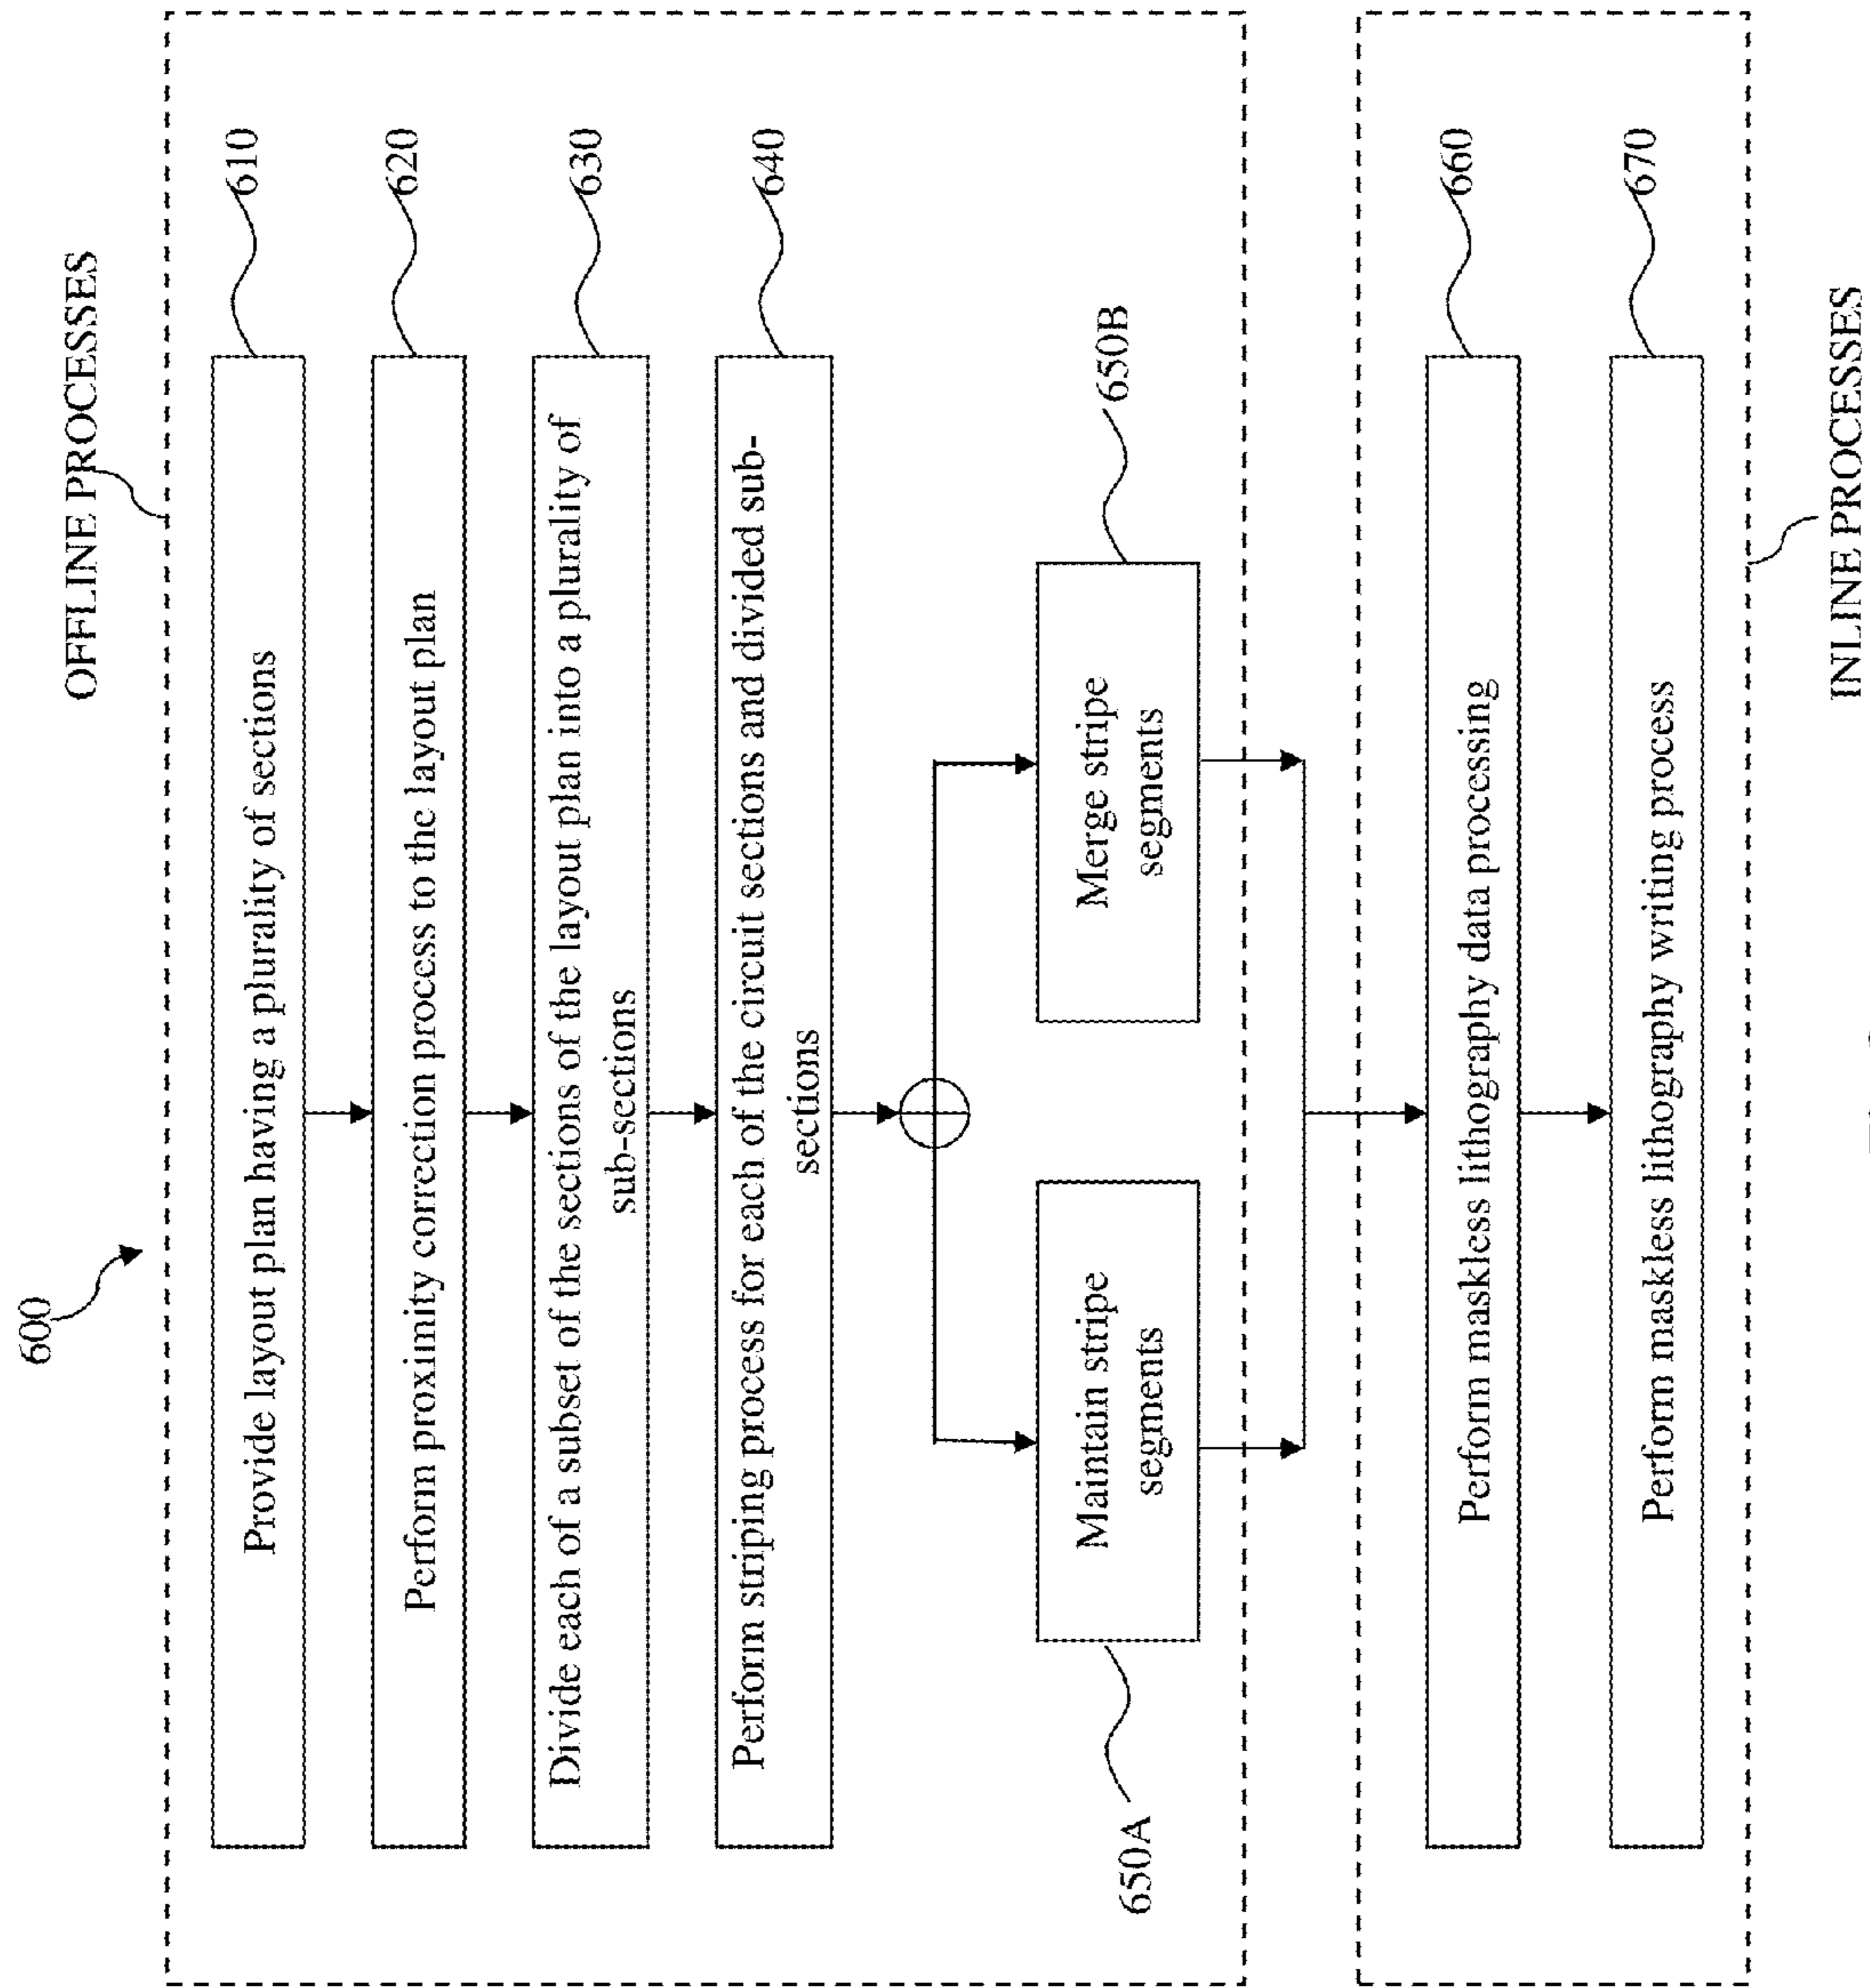 600
OFFLINE PROCESSES
610
Provide layout plan having a plurality of sections
620
Perform proximity correction process to the layout plan
630
Divide each of a subset of the sections of the layout plan into a plurality of
sub-sections
640
Perform striping process for each of the circuit sections and divided sub-
sections
650A
Maintain stripe
segments
650B
Merge stripe
segments
660
Perform maskless lithography data processing
670
Perform maskless lithography writing process
INLINE PROCESSES